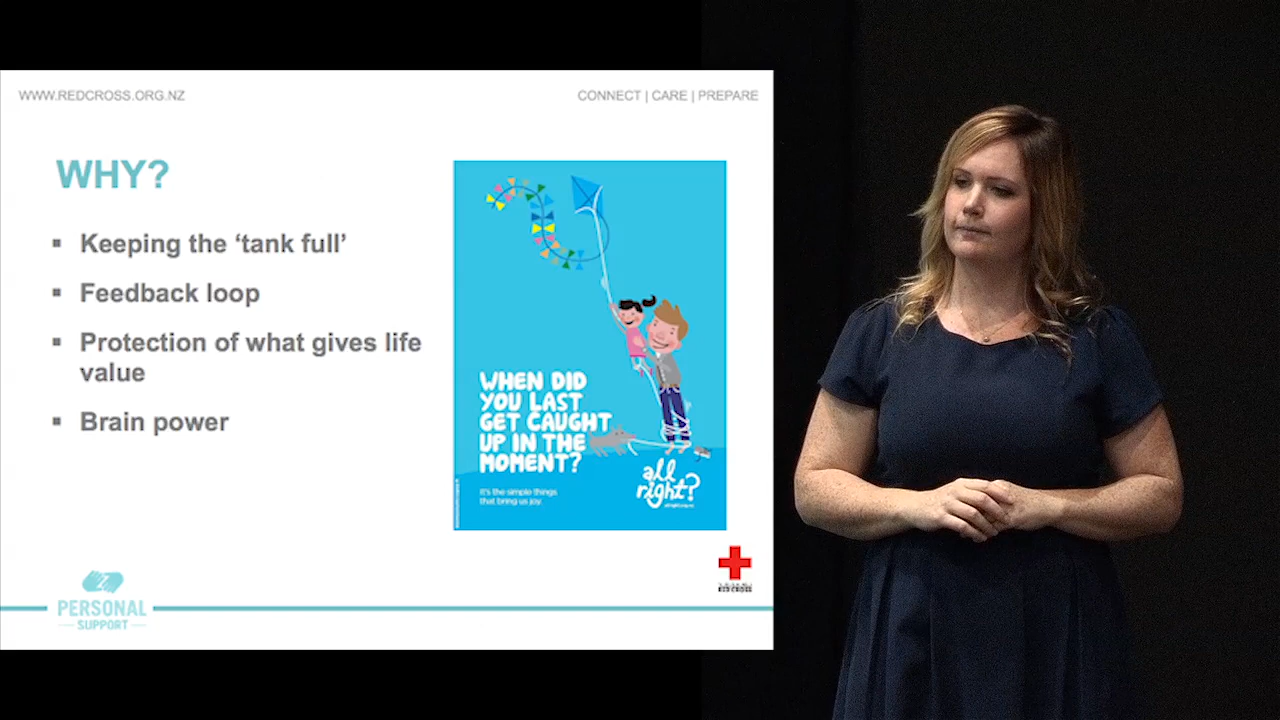 WWW.REDCROSS.ORG.NZ
CONNECT | CARE | PREPARE
WHY?
▪ Keeping the ‘tank full’
▪ Feedback loop
▪ Protection of what gives life
value
▪ Brain power
WHEN DID
YOU LAST
GET CAUGHT
UP IN THE
MOMENT?
It's the simple things
that bring us joy.
all
right?
RED CROSS
PERSONAL
SUPPORT